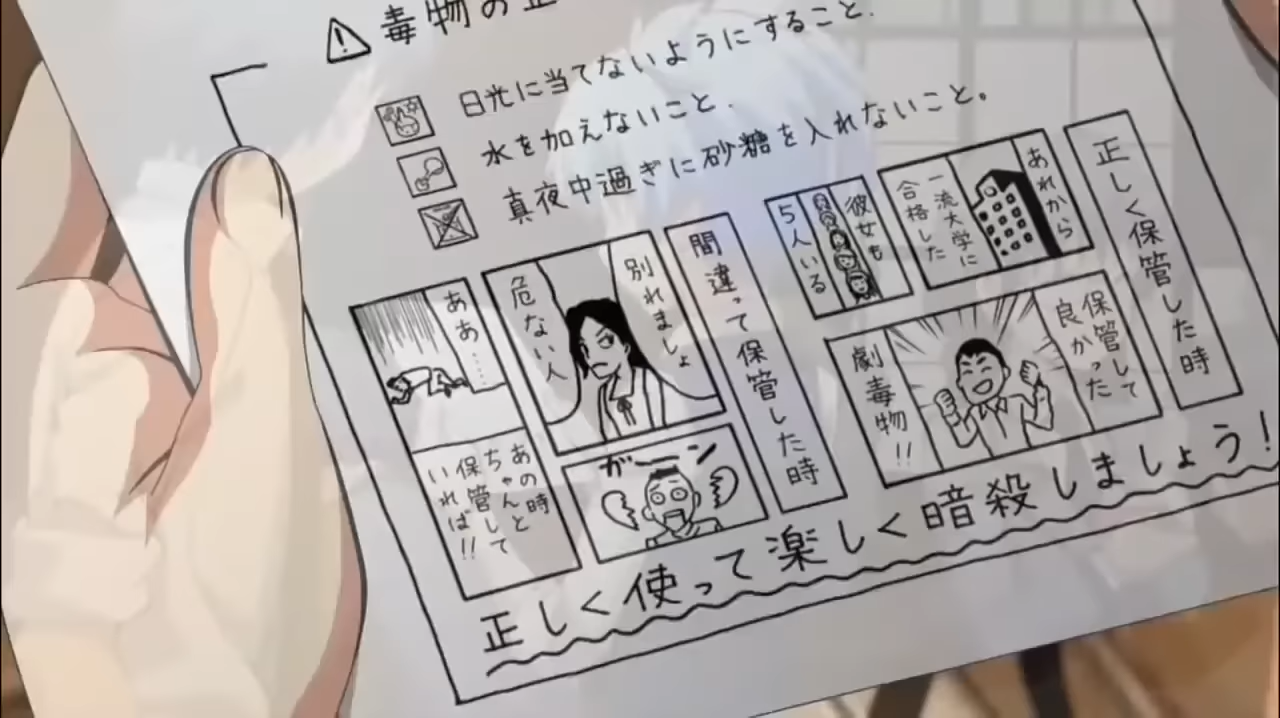 毒物の正
日光に当てないようにすること.
水を加えないこと.
真夜中過ぎに砂糖を入れないこと。
正しく保管した時
あれから
一流大学に
合格した
彼女も
5人いる
保管して
良かった
劇毒物!!
間違って保管した時
別れましょ
危ない人
ガーン
ああ……
あの時
ちゃんと
保管して
いれば!!
正しく使って楽しく暗殺しましょう!